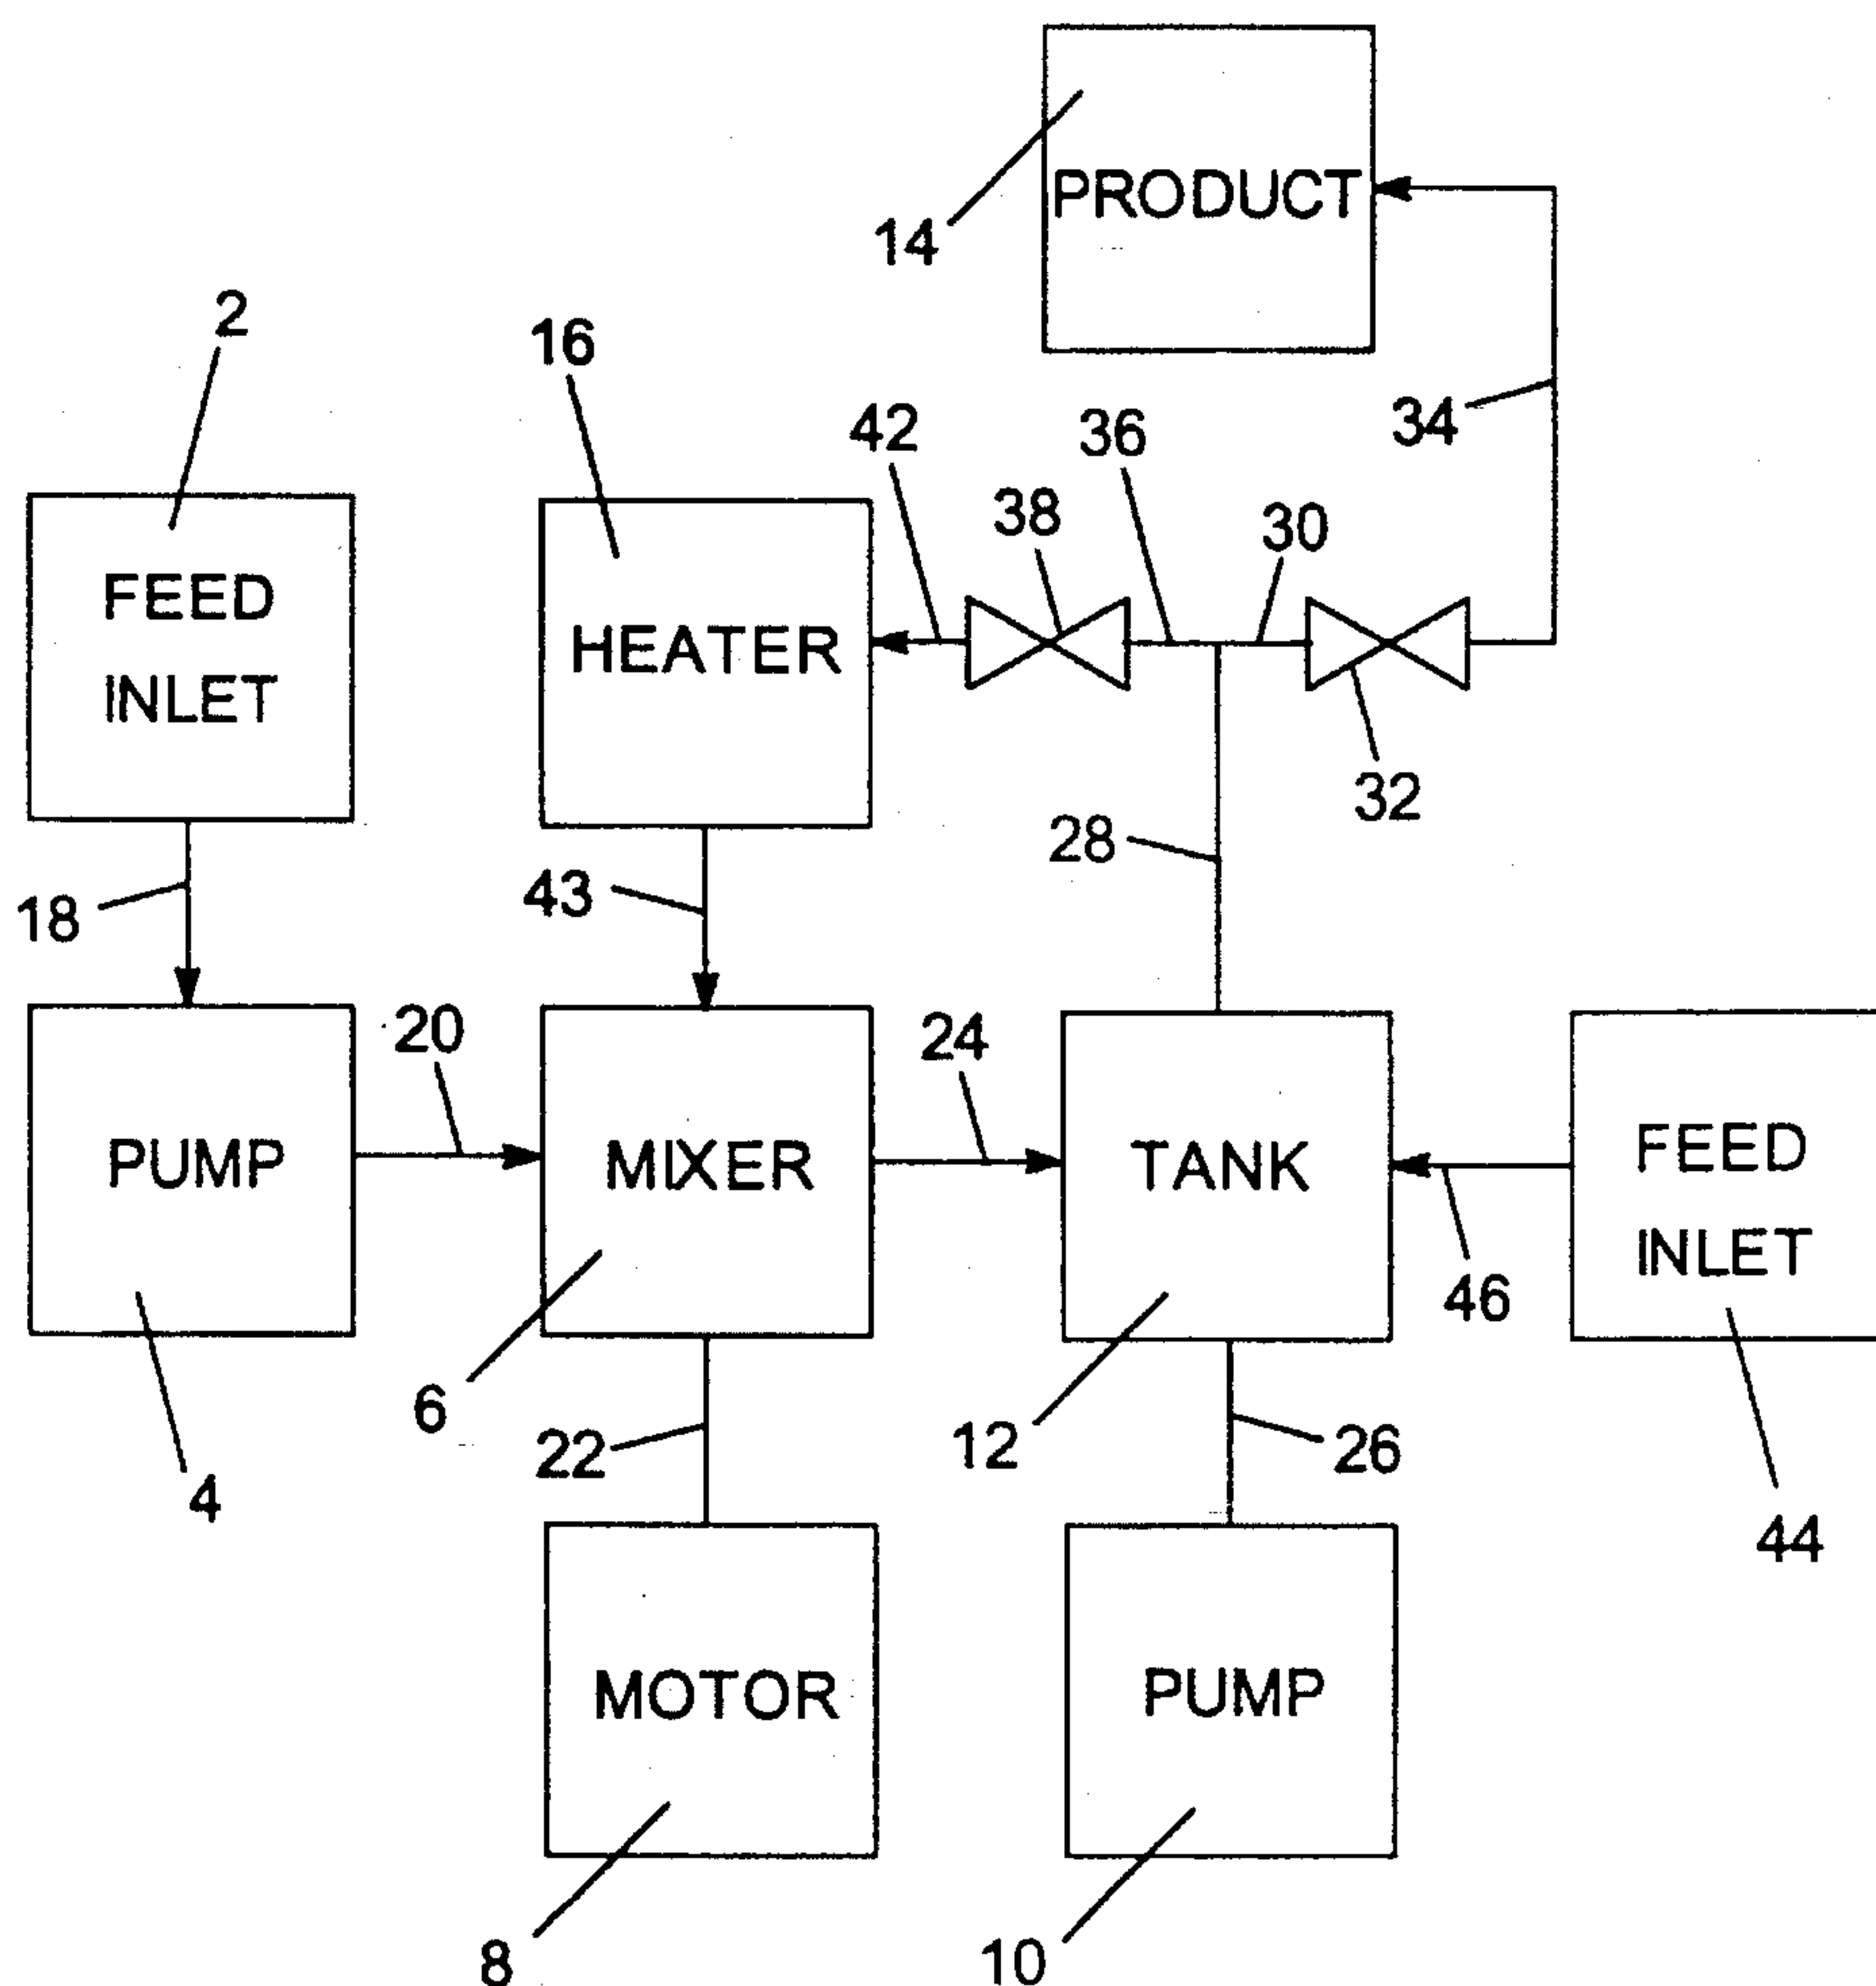 PRODUCT
14
2
16
42
36
34
38
30
FEED
INLET
HEATER
32
28
18
43
20
24
PUMP
MIXER
TANK
FEED
INLET
46
6
22
12
26
4
44
MOTOR
PUMP
8
10